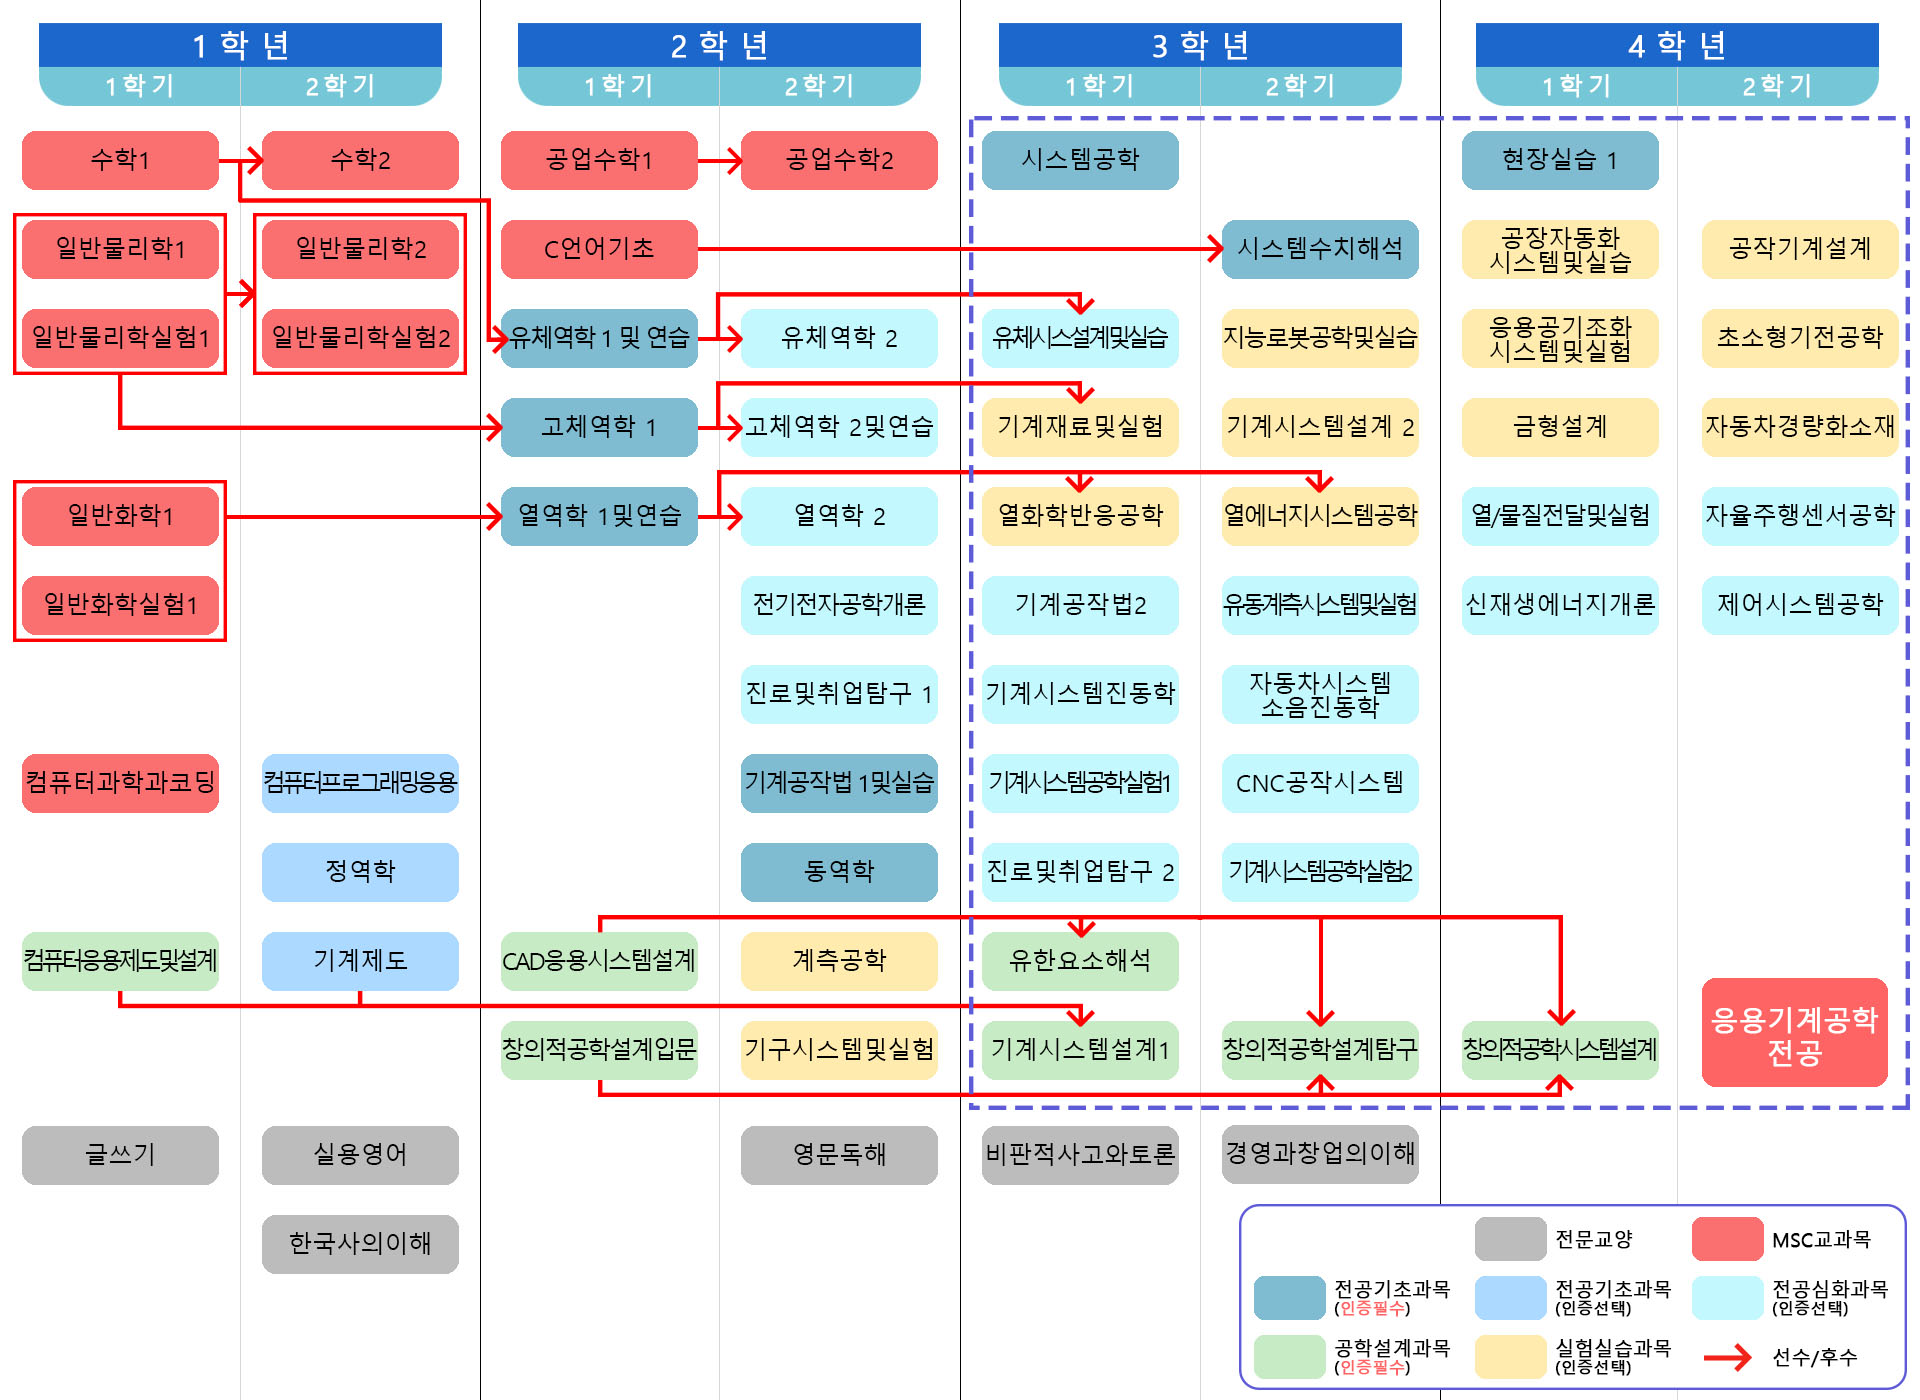 1학년
2학년
3학년
4학년
1학기
2학기
1학기
2학기
1학기
2학기
1학기
2학기
수학1
수학2
공업수학1
공업수학2
시스템공학
현장실습 1
일반물리학1
일반물리학2
C언어기초
시스템수치해석
공장자동화
시스템및실습
공작기계설계
일반물리학실험1
일반물리학실험2
유체역학 1 및 연습
유체역학 2
유체시스설계및실습
지능로봇공학및실습
응용공기조화
시스템및실험
초소형기전공학
고체역학 1
고체역학 2및연습
기계재료및실험
기계시스템설계 2
금형설계
자동차경량화소재
일반화학1
열역학 1및연습
열역학 2
열화학반응공학
열에너지시스템공학
열/물질전달및실험
자율주행센서공학
일반화학실험1
전기전자공학개론
기계공작법2
유동계측시스템및실험
신재생에너지개론
제어시스템공학
진로및취업탐구 1
기계시스템진동학
자동차시스템
소음진동학
컴퓨터과학과코딩
컴퓨터프로그래밍응용
기계공작법 1및실습
기계시스템공학실험1
CNC공작시스템
정역학
동역학
진로및취업탐구 2
기계시스템공학실험2
컴퓨터응용제도및설계
기계제도
CAD응용시스템설계
계측공학
유한요소해석
창의적공학설계입문
기구시스템및실험
기계시스템설계1
창의적공학설계탐구
창의적공학시스템설계
응용기계공학
전공
글쓰기
실용영어
영문독해
비판적사고와토론
경영과창업의이해
한국사의이해
전문교양
MSC교과목
전공기초과목
(인증필수)
전공기초과목
(인증선택)
전공심화과목
(인증선택)
공학설계과목
(인증필수)
실험실습과목
(인증선택)
선수/후수